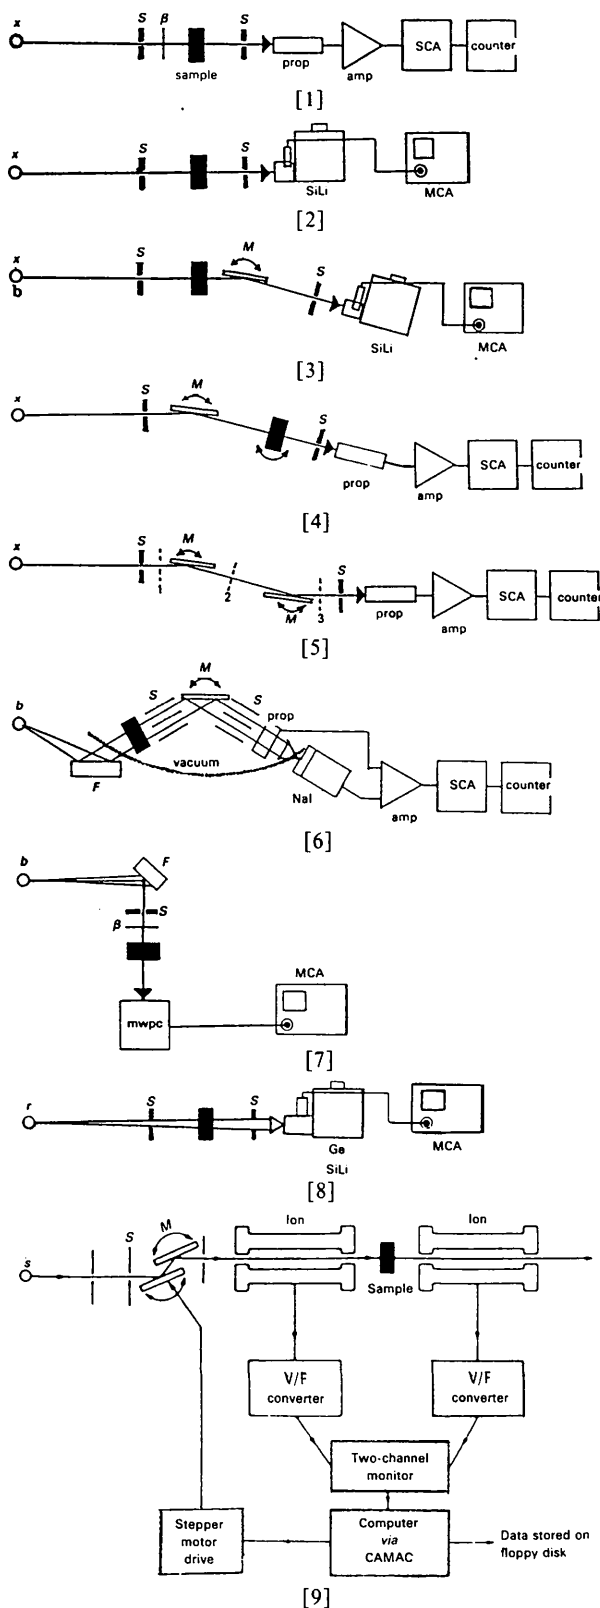 x S β S
sample prop amp SCA counter
[1]
x S S
SiLi MCA
[2]
x S M S
b
SiLi MCA
[3]
x S M S
prop amp SCA counter
[4]
x S M S
1 2 M 3 prop amp SCA counter
[5]
b S M S
prop
F vacuum NaI amp SCA counter
[6]
b F
S
β
MCA
mwpc
[7]
r S S
Ge
SiLi
MCA
[8]
Ion Ion
s S M
Sample
V/F
converter
V/F
converter
Two-channel
monitor
Stepper
motor
drive
Computer
via
CAMAC
Data stored on
floppy disk
[9]